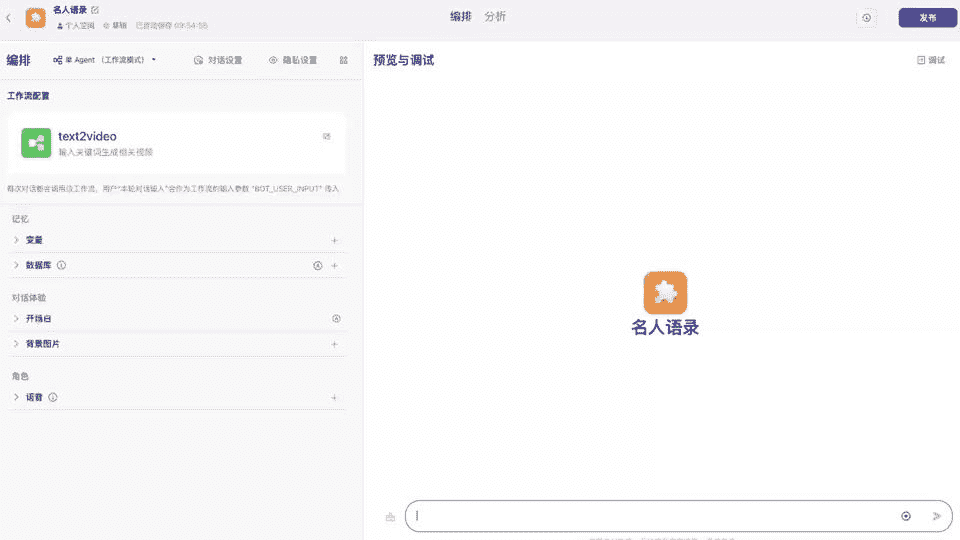 名人语录
个人空间 草稿 已自动保存 09:54:55
编排 分析
发布
编排
单 Agent （工作流模式）
对话设置
隐私设置
预览与调试
调试
工作流配置
text2video
输入关键词生成相关视频
每次对话都会调用该工作流，用户“本轮对话输入”会作为工作流的输入参数 "BOT_USER_INPUT" 传入
记忆
变量
数据库
对话体验
开场白
背景图片
角色
语音
名人语录